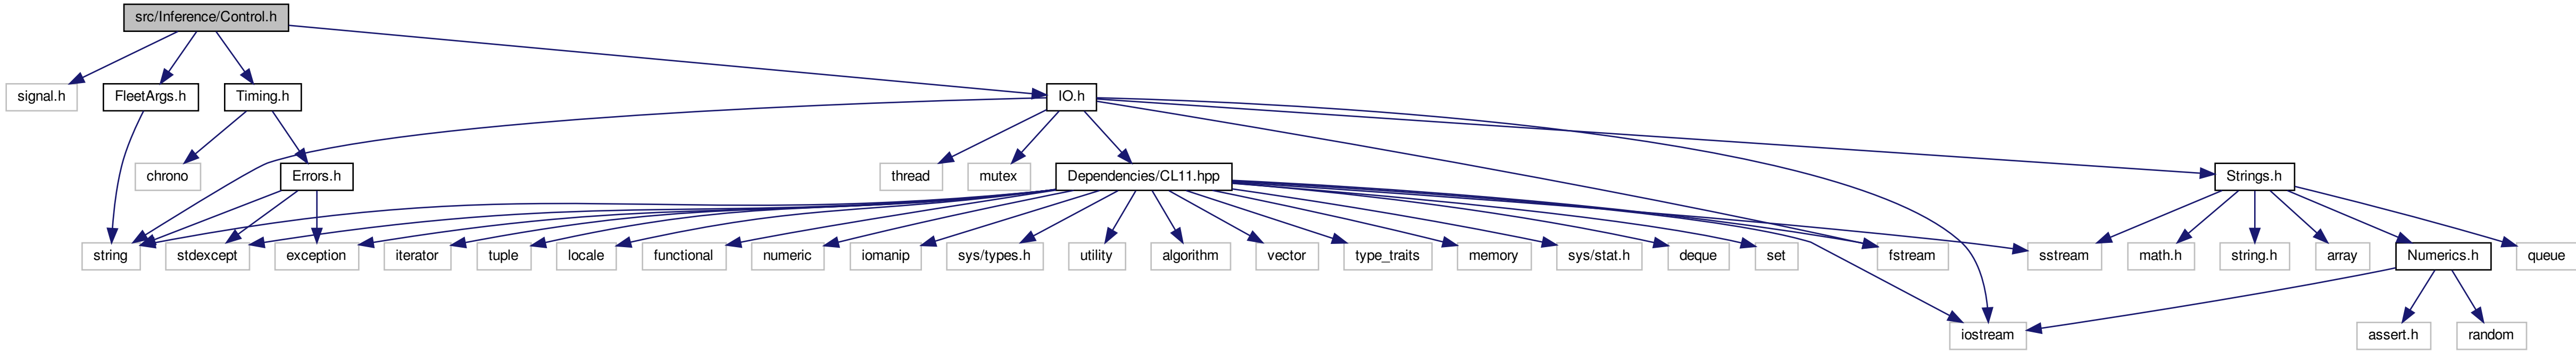 src/Inference/Control.h
signal.h
FleetArgs.h
Timing.h
IO.h
chrono
Errors.h
thread
mutex
Dependencies/CL11.hpp
Strings.h
string
stdexcept
exception
iterator
tuple
locale
functional
numeric
iomanip
sys/types.h
utility
algorithm
vector
type_traits
memory
sys/stat.h
deque
set
fstream
sstream
math.h
string.h
array
Numerics.h
queue
iostream
assert.h
random